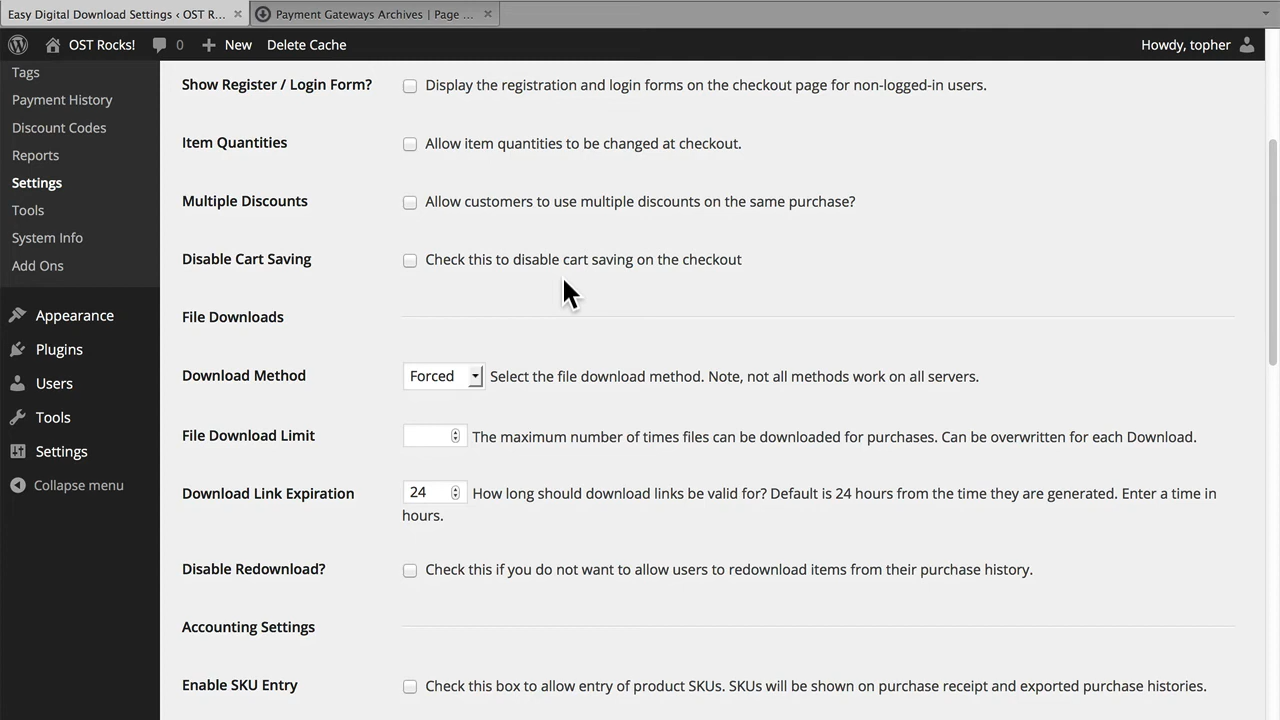 Easy Digital Download Settings ‹ OST R... ×
Payment Gateways Archives | Page ... ×
OST Rocks! 0 New Delete Cache Howdy, topher
Tags
Payment History
Discount Codes
Reports
Settings
Tools
System Info
Add Ons
Appearance
Plugins
Users
Tools
Settings
Collapse menu
Show Register / Login Form? Display the registration and login forms on the checkout page for non-logged-in users.
Item Quantities Allow item quantities to be changed at checkout.
Multiple Discounts Allow customers to use multiple discounts on the same purchase?
Disable Cart Saving Check this to disable cart saving on the checkout
File Downloads
Download Method Forced Select the file download method. Note, not all methods work on all servers.
File Download Limit The maximum number of times files can be downloaded for purchases. Can be overwritten for each Download.
Download Link Expiration 24 How long should download links be valid for? Default is 24 hours from the time they are generated. Enter a time in
hours.
Disable Redownload? Check this if you do not want to allow users to redownload items from their purchase history.
Accounting Settings
Enable SKU Entry Check this box to allow entry of product SKUs. SKUs will be shown on purchase receipt and exported purchase histories.